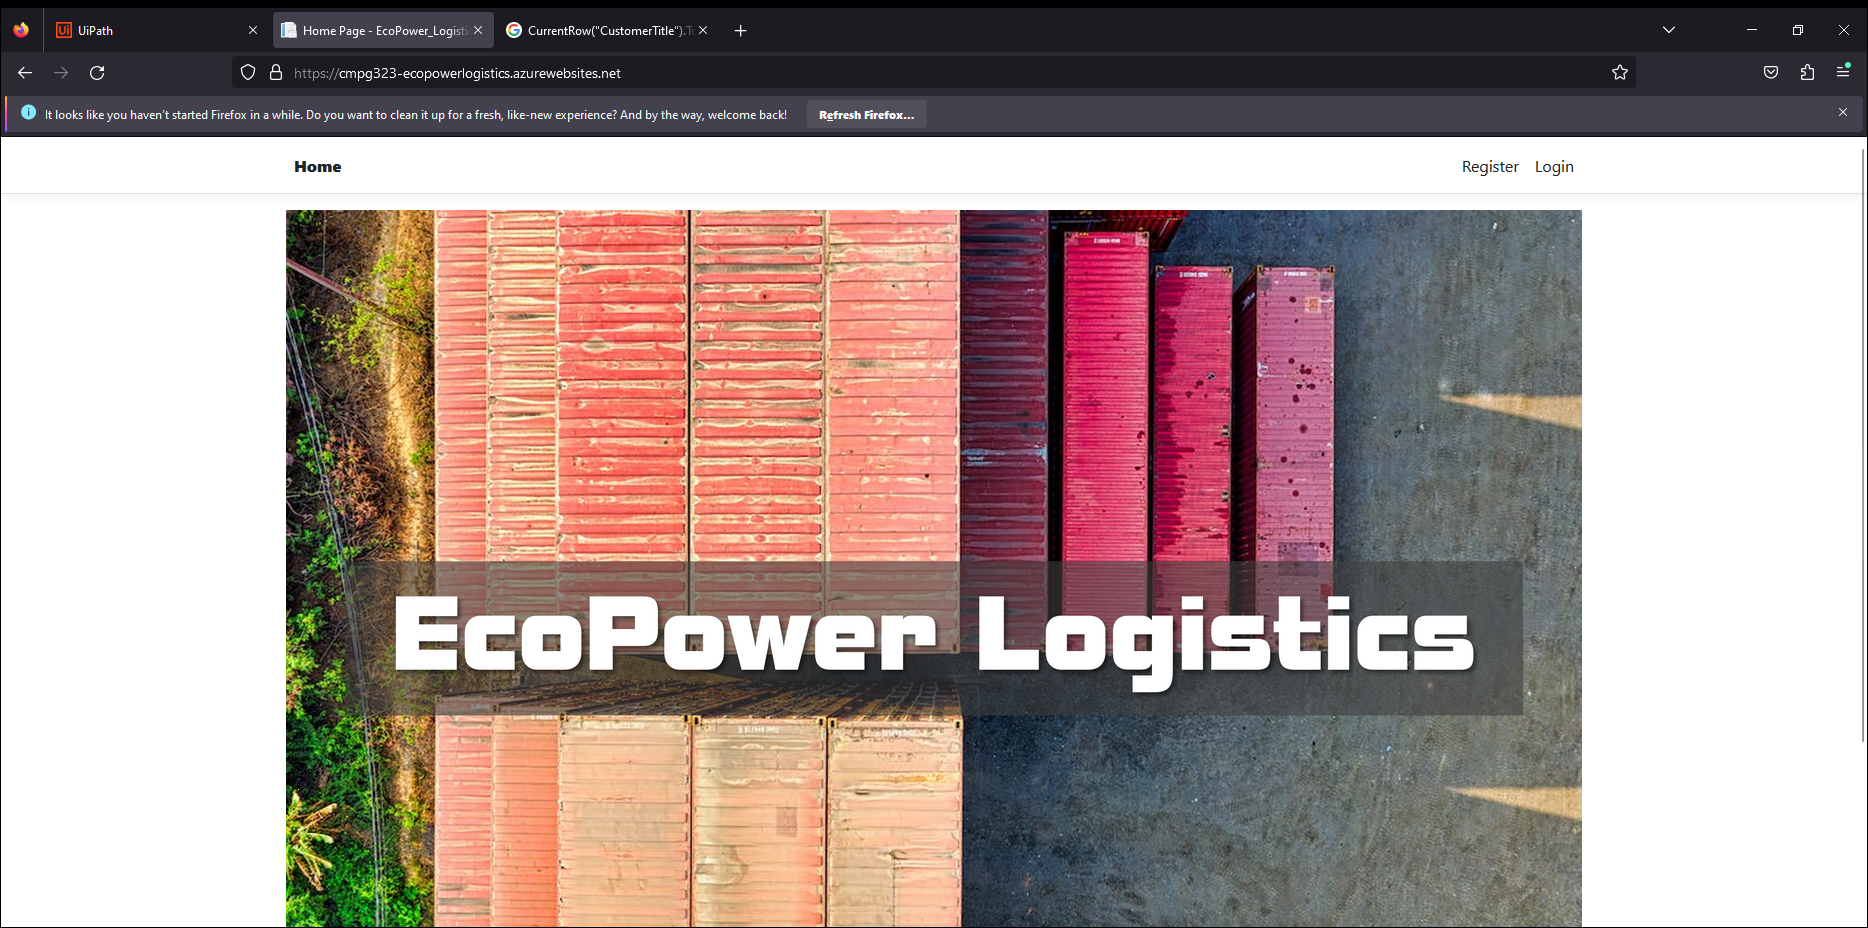 UiPath
Home Page - EcoPower_Logisti
CurrentRow("CustomerTitle").To
https://cmpg323-ecopowerlogistics.azurewebsites.net
It looks like you haven't started Firefox in a while. Do you want to clean it up for a fresh, like-new experience? And by the way, welcome back!
Refresh Firefox...
Home
Register
Login
EcoPower Logistics